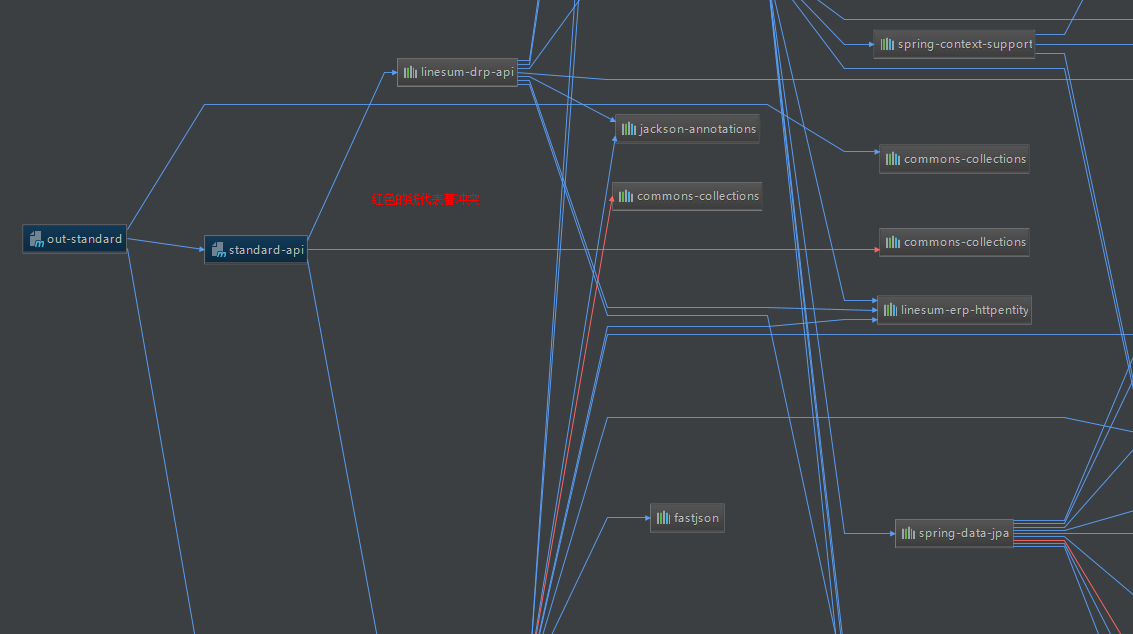 spring-context-support
linesum-drp-api
jackson-annotations
commons-collections
commons-collections
红色的线代表着冲突
out-standard
standard-api
commons-collections
linesum-erp-httpentity
fastjson
spring-data-jpa